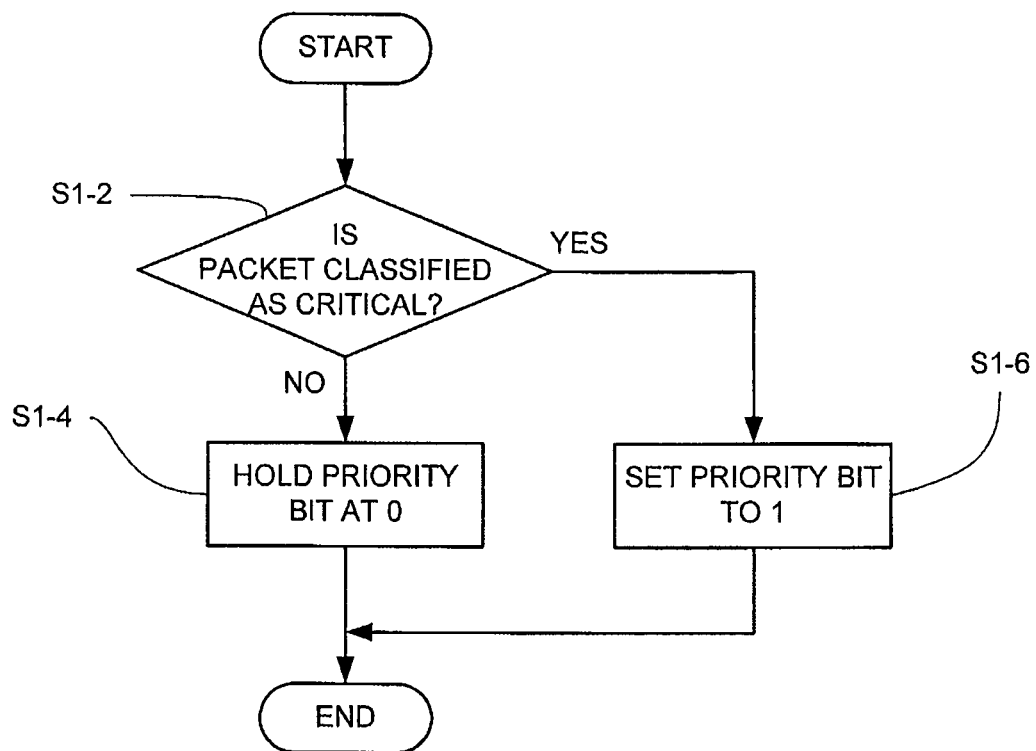 START
S1-2
IS
PACKET CLASSIFIED
AS CRITICAL?
YES
NO
S1-6
S1-4
HOLD PRIORITY
BIT AT 0
SET PRIORITY BIT
TO 1
END